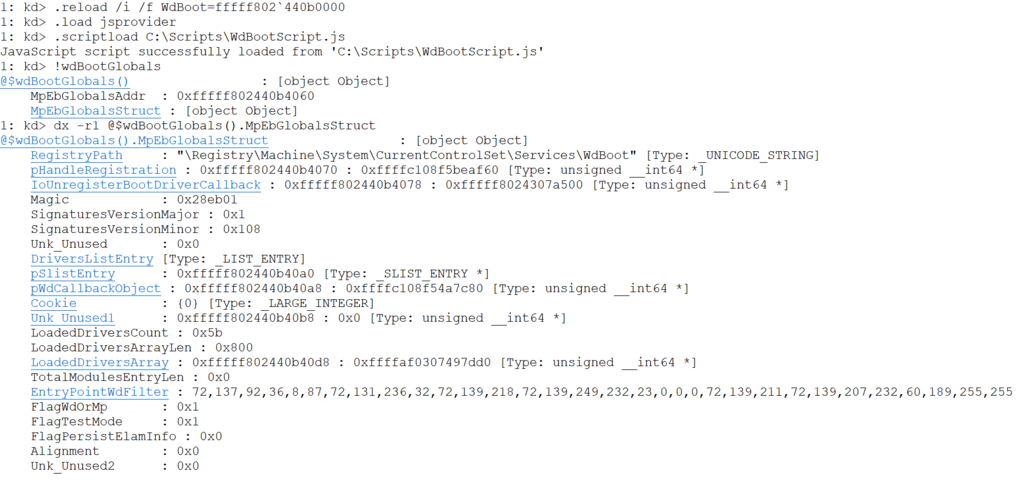 1: kd> .reload /i /f WdBoot=fffff802`440b0000
1: kd> .load jsprovider
1: kd> .scriptload C:\Scripts\WdBootScript.js
JavaScript script successfully loaded from 'C:\Scripts\WdBootScript.js'
1: kd> !wdBootGlobals
@$wdBootGlobals() : [object Object]
MpEbGlobalsAddr : 0xfffff802440b4060
MpEbGlobalsStruct : [object Object]
1: kd> dx -r1 @$wdBootGlobals().MpEbGlobalsStruct
@$wdBootGlobals().MpEbGlobalsStruct : [object Object]
RegistryPath : "\Registry\Machine\System\CurrentControlSet\Services\WdBoot" [Type: _UNICODE_STRING]
pHandleRegistration : 0xfffff802440b4070 : 0xffffc108f5beaf60 [Type: unsigned __int64 *]
IoUnregisterBootDriverCallback : 0xfffff802440b4078 : 0xfffff8024307a500 [Type: unsigned __int64 *]
Magic : 0x28eb01
SignaturesVersionMajor : 0x1
SignaturesVersionMinor : 0x108
Unk_Unused : 0x0
DriversListEntry [Type: _LIST_ENTRY]
pSlistEntry : 0xfffff802440b40a0 [Type: _SLIST_ENTRY *]
pWdCallbackObject : 0xfffff802440b40a8 : 0xffffc108f54a7c80 [Type: unsigned __int64 *]
Cookie : {0} [Type: _LARGE_INTEGER]
Unk_Unused1 : 0xfffff802440b40b8 : 0x0 [Type: unsigned __int64 *]
LoadedDriversCount : 0x5b
LoadedDriversArrayLen : 0x800
LoadedDriversArray : 0xfffff802440b40d8 : 0xffffaf0307497dd0 [Type: unsigned __int64 *]
TotalModulesEntryLen : 0x0
EntryPointWdFilter : 72,137,92,36,8,87,72,131,236,32,72,139,218,72,139,249,232,23,0,0,0,72,139,211,72,139,207,232,60,189,255,255
FlagWdOrMp : 0x1
FlagTestMode : 0x1
FlagPersistElamInfo : 0x0
Alignment : 0x0
Unk_Unused2 : 0x0